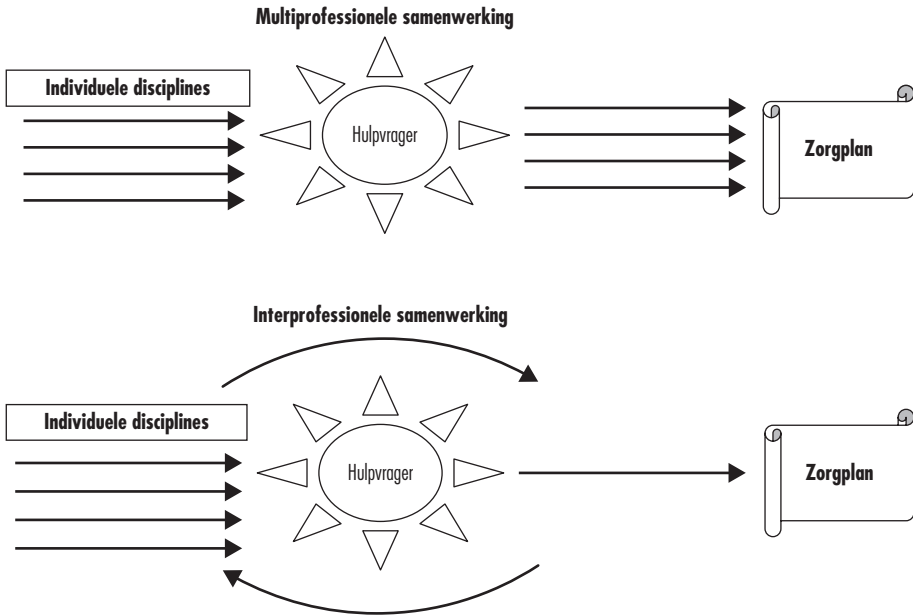 Multiprofessionele samenwerking
Individuele disciplines
Hulpvrager
Zorgplan
Interprofessionele samenwerking
Individuele disciplines
Hulpvrager
Zorgplan